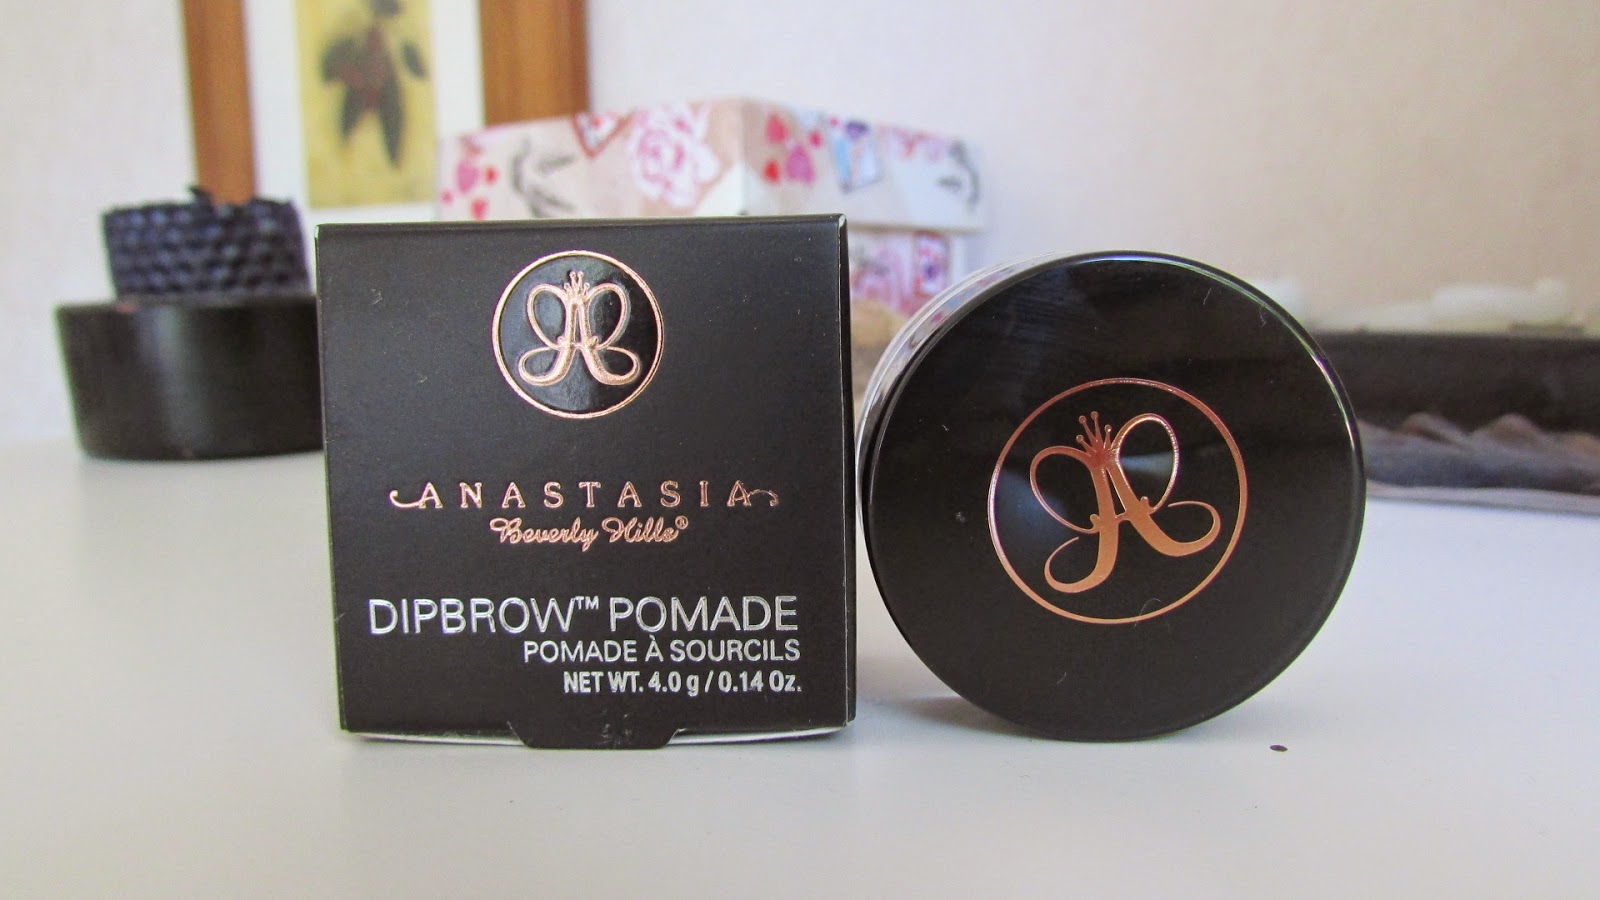 ANASTASIA
Beverly Hills®
DIPBROW™ POMADE
POMADE À SOURCILS
NET WT. 4.0 g / 0.14 Oz.
A
A